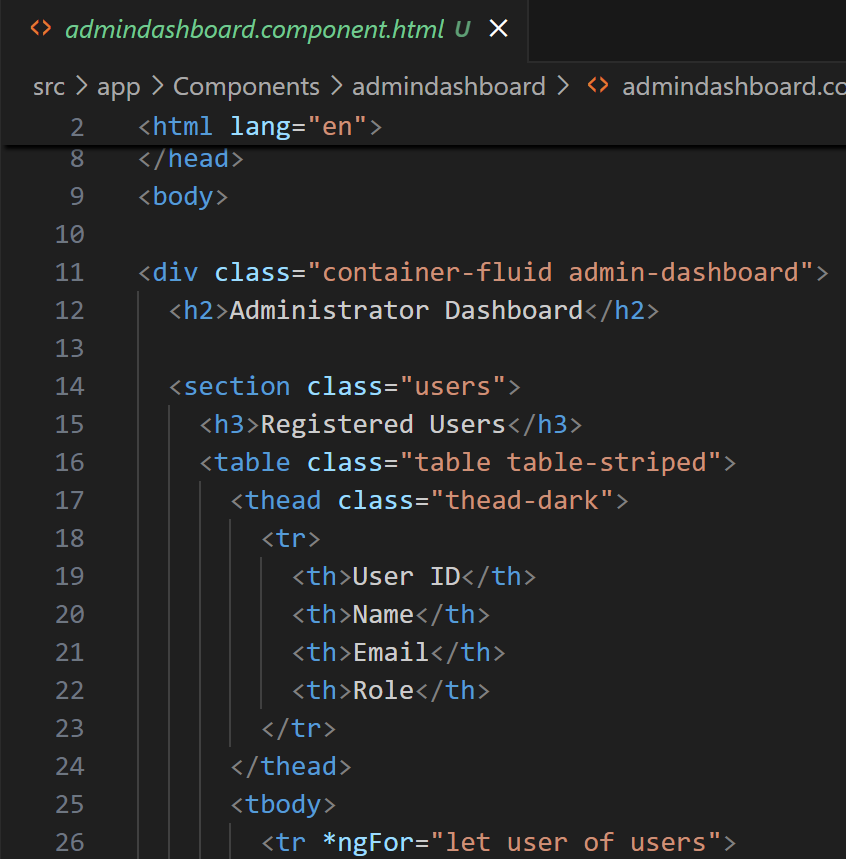 <> admindashboard.component.html U ×
src > app > Components > admindashboard > <> admindashboard.co
2 <html lang="en">
8 </head>
9 <body>
10
11 <div class="container-fluid admin-dashboard">
12 <h2>Administrator Dashboard</h2>
13
14 <section class="users">
15 <h3>Registered Users</h3>
16 <table class="table table-striped">
17 <thead class="thead-dark">
18 <tr>
19 <th>User ID</th>
20 <th>Name</th>
21 <th>Email</th>
22 <th>Role</th>
23 </tr>
24 </thead>
25 <tbody>
26 <tr *ngFor="let user of users">